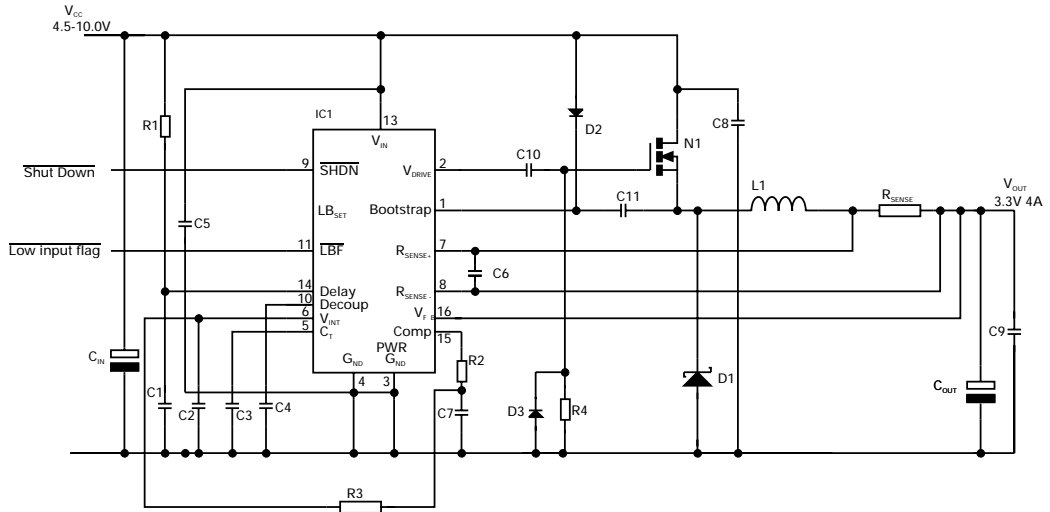 VCC
4.5-10.0V
IC1
R1
13
VIN
D2
N1
C8
Shut Down
9
SHDN
VDRIVE
2
C10
LBSET
Bootstrap
1
C11
L1
RSENSE
VOUT
3.3V 4A
C5
Low input flag
11
LBF
RSENSE+
7
C6
14
Delay
RSENSE -
8
10
Decoup
6
VINT
VF B
16
5
CT
Comp
15
C9
CIN
GND
PWR
GND
R2
4
3
D1
COUT
C1
C2
C3
C4
C7
D3
R4
R3